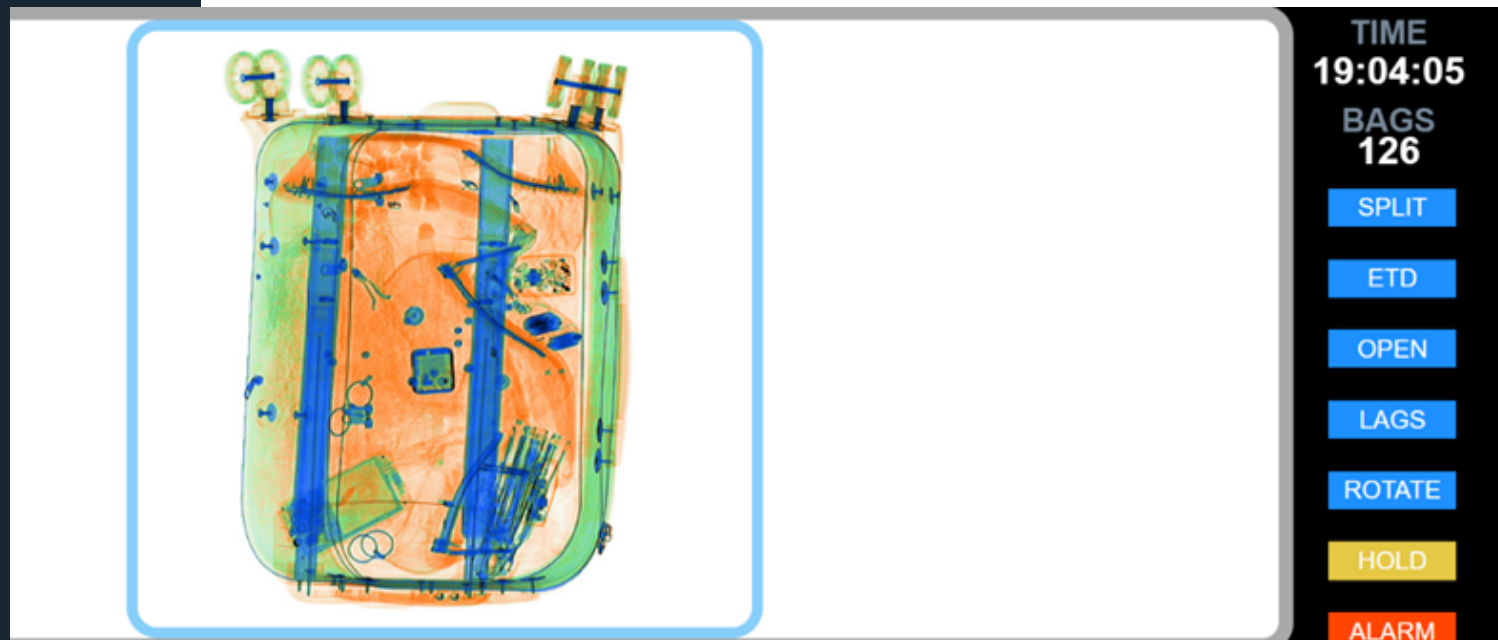 TIME
19:04:05
BAGS
126
SPLIT
ETD
OPEN
LAGS
ROTATE
HOLD
ALARM